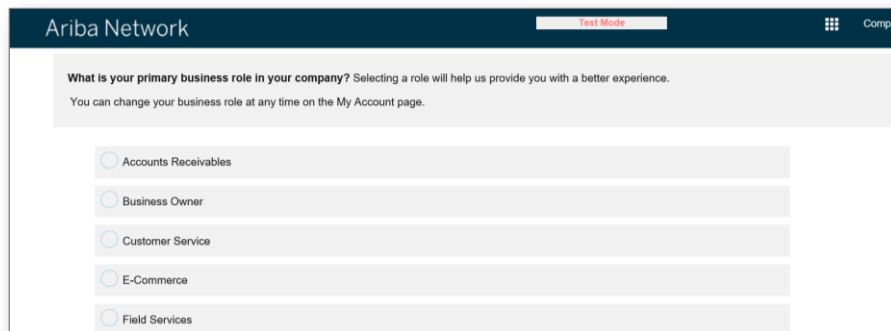 Ariba Network
Test Mode
Comp
What is your primary business role in your company? Selecting a role will help us provide you with a better experience.
You can change your business role at any time on the My Account page.
Accounts Receivables
Business Owner
Customer Service
E-Commerce
Field Services